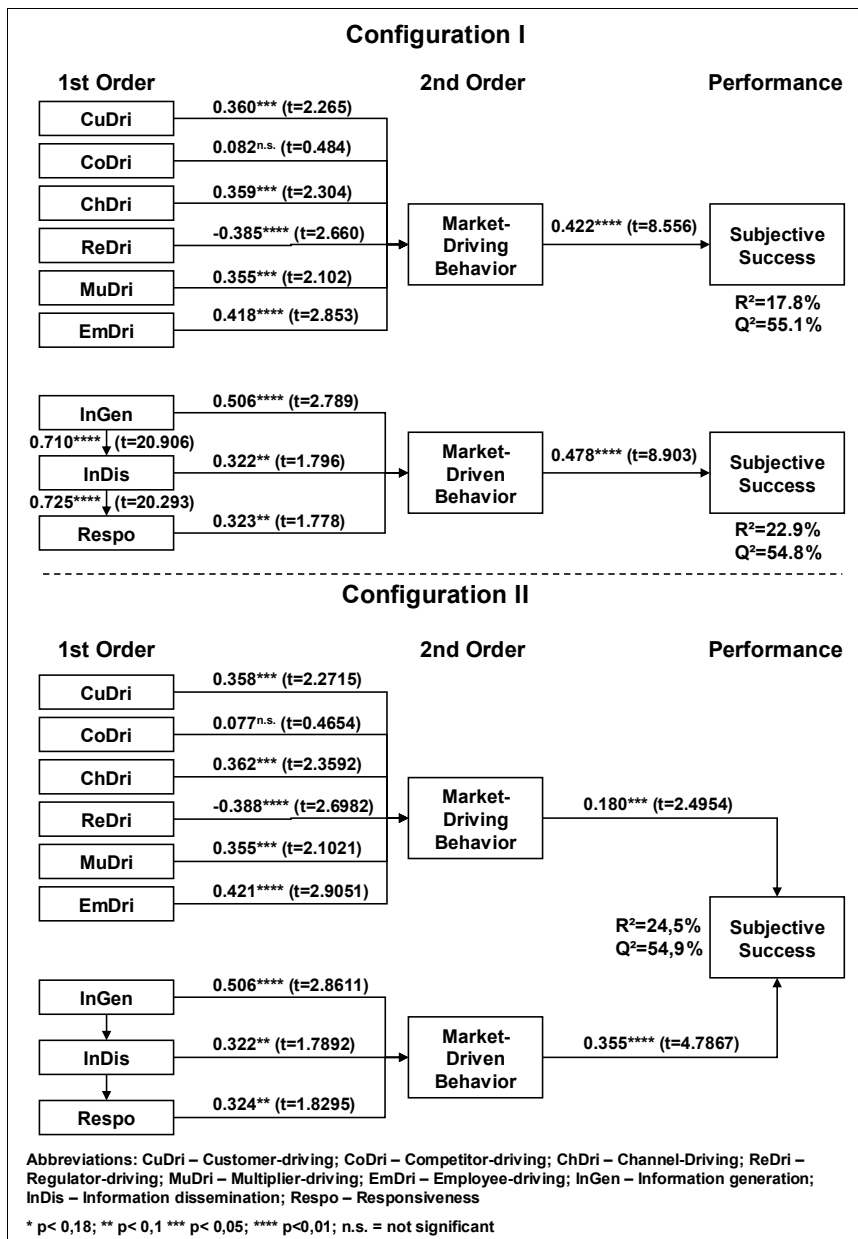 Configuration I
1st Order 2nd Order Performance
CuDri 0.360*** (t=2.265)
CoDri 0.082n.s. (t=0.484)
ChDri 0.359*** (t=2.304)
ReDri -0.385**** (t=2.660)
Market-
Driving
Behavior
0.422**** (t=8.556)
Subjective
Success
MuDri 0.355*** (t=2.102)
EmDri 0.418**** (t=2.853)
R²=17.8%
Q²=55.1%
InGen 0.506**** (t=2.789)
0.710**** (t=20.906)
InDis 0.322** (t=1.796)
Market-
Driven
Behavior
0.478**** (t=8.903)
Subjective
Success
0.725**** (t=20.293)
Respo 0.323** (t=1.778)
R²=22.9%
Q²=54.8%
Configuration II
1st Order 2nd Order Performance
CuDri 0.358*** (t=2.2715)
CoDri 0.077n.s. (t=0.4654)
ChDri 0.362*** (t=2.3592)
ReDri -0.388**** (t=2.6982)
Market-
Driving
Behavior
0.180*** (t=2.4954)
MuDri 0.355*** (t=2.1021)
EmDri 0.421**** (t=2.9051)
R²=24,5%
Q²=54,9%
Subjective
Success
InGen 0.506**** (t=2.8611)
InDis 0.322** (t=1.7892)
Market-
Driven
Behavior
0.355**** (t=4.7867)
Respo 0.324** (t=1.8295)
Abbreviations: CuDri – Customer-driving; CoDri – Competitor-driving; ChDri – Channel-Driving; ReDri –
Regulator-driving; MuDri – Multiplier-driving; EmDri – Employee-driving; InGen – Information generation;
InDis – Information dissemination; Respo – Responsiveness
* p< 0,18; ** p< 0,1 *** p< 0,05; **** p<0,01; n.s. = not significant